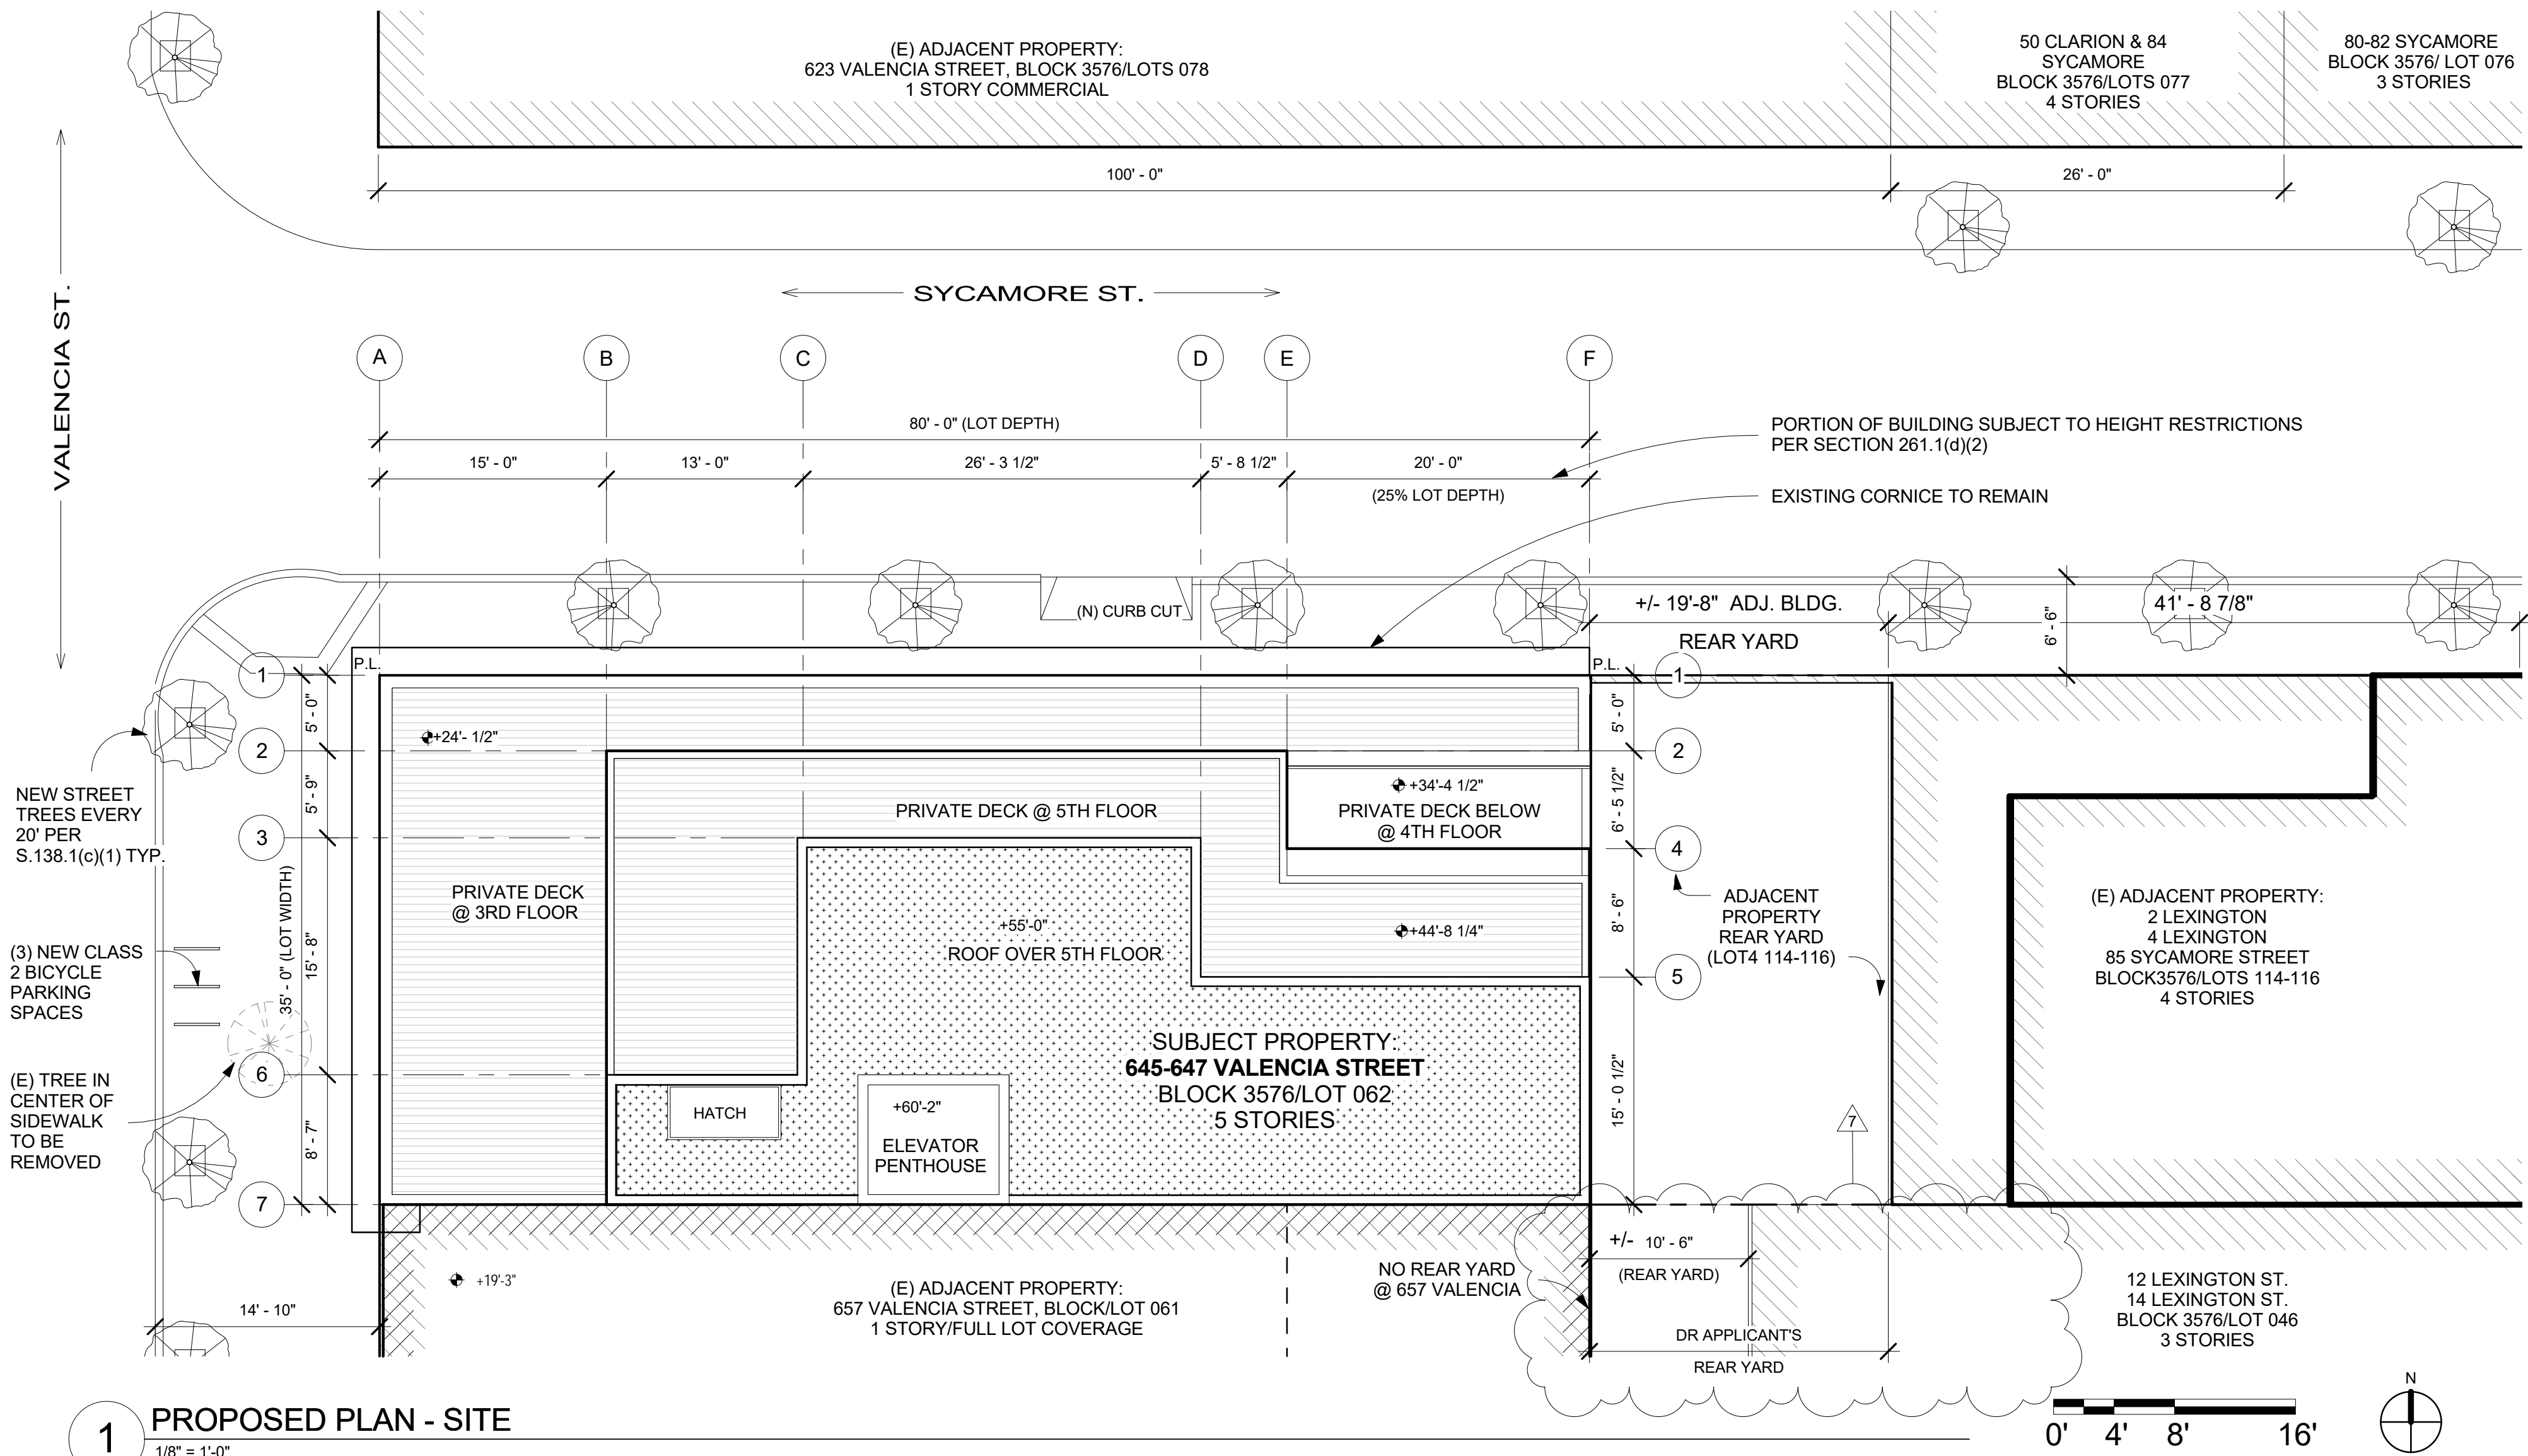 (E) ADJACENT PROPERTY:
623 VALENCIA STREET, BLOCK 3576/LOTS 078
1 STORY COMMERCIAL
50 CLARION & 84
SYCAMORE
BLOCK 3576/LOTS 077
4 STORIES
80-82 SYCAMORE
BLOCK 3576/ LOT 076
3 STORIES
100' - 0"
26' - 0"
VALENCIA ST.
SYCAMORE ST.
A
B
C
D
E
F
80' - 0" (LOT DEPTH)
15' - 0"
13' - 0"
26' - 3 1/2"
5' - 8 1/2"
20' - 0"
(25% LOT DEPTH)
PORTION OF BUILDING SUBJECT TO HEIGHT RESTRICTIONS
PER SECTION 261.1(d)(2)
EXISTING CORNICE TO REMAIN
(N) CURB CUT
+/- 19'-8" ADJ. BLDG.
REAR YARD
6' - 6"
41' - 8 7/8"
P.L.
P.L.
1
2
3
6
7
5' - 0"
5' - 9"
15' - 8"
8' - 7"
35' - 0" (LOT WIDTH)
1
2
4
5
5' - 0"
6' - 5 1/2"
8' - 6"
15' - 0 1/2"
+24'- 1/2"
NEW STREET
TREES EVERY
20' PER
S.138.1(c)(1) TYP.
(3) NEW CLASS
2 BICYCLE
PARKING
SPACES
(E) TREE IN
CENTER OF
SIDEWALK
TO BE
REMOVED
PRIVATE DECK
@ 3RD FLOOR
PRIVATE DECK @ 5TH FLOOR
+34'-4 1/2"
PRIVATE DECK BELOW
@ 4TH FLOOR
+55'-0"
ROOF OVER 5TH FLOOR
+44'-8 1/4"
SUBJECT PROPERTY:
645-647 VALENCIA STREET
BLOCK 3576/LOT 062
5 STORIES
HATCH
+60'-2"
ELEVATOR
PENTHOUSE
ADJACENT
PROPERTY
REAR YARD
(LOT4 114-116)
(E) ADJACENT PROPERTY:
2 LEXINGTON
4 LEXINGTON
85 SYCAMORE STREET
BLOCK3576/LOTS 114-116
4 STORIES
7
+19'-3"
14' - 10"
(E) ADJACENT PROPERTY:
657 VALENCIA STREET, BLOCK/LOT 061
1 STORY/FULL LOT COVERAGE
NO REAR YARD
@ 657 VALENCIA
+/- 10' - 6"
(REAR YARD)
DR APPLICANT'S
REAR YARD
12 LEXINGTON ST.
14 LEXINGTON ST.
BLOCK 3576/LOT 046
3 STORIES
1
PROPOSED PLAN - SITE
1/8" = 1'-0"
0' 4' 8' 16'
N